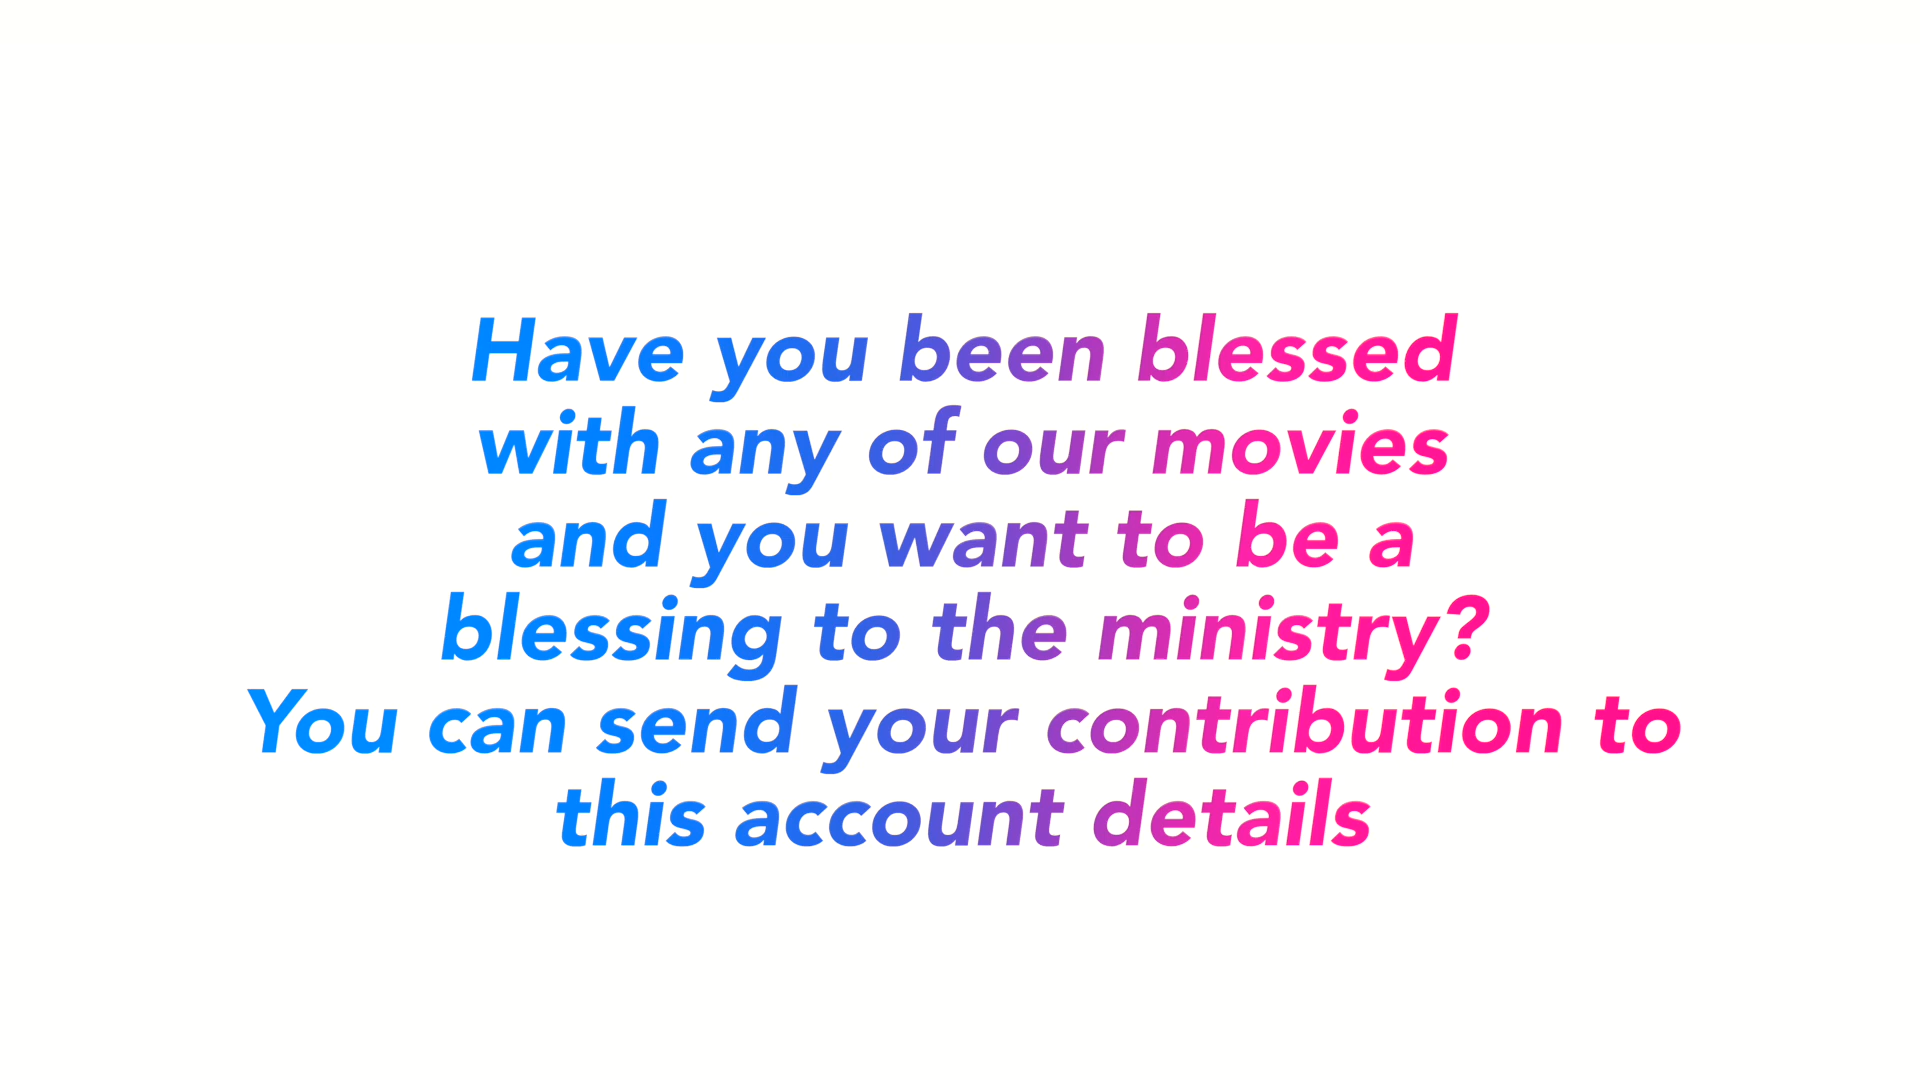 Have you been blessed
with any of our movies
and you want to be a
blessing to the ministry?
You can send your contribution to
this account details